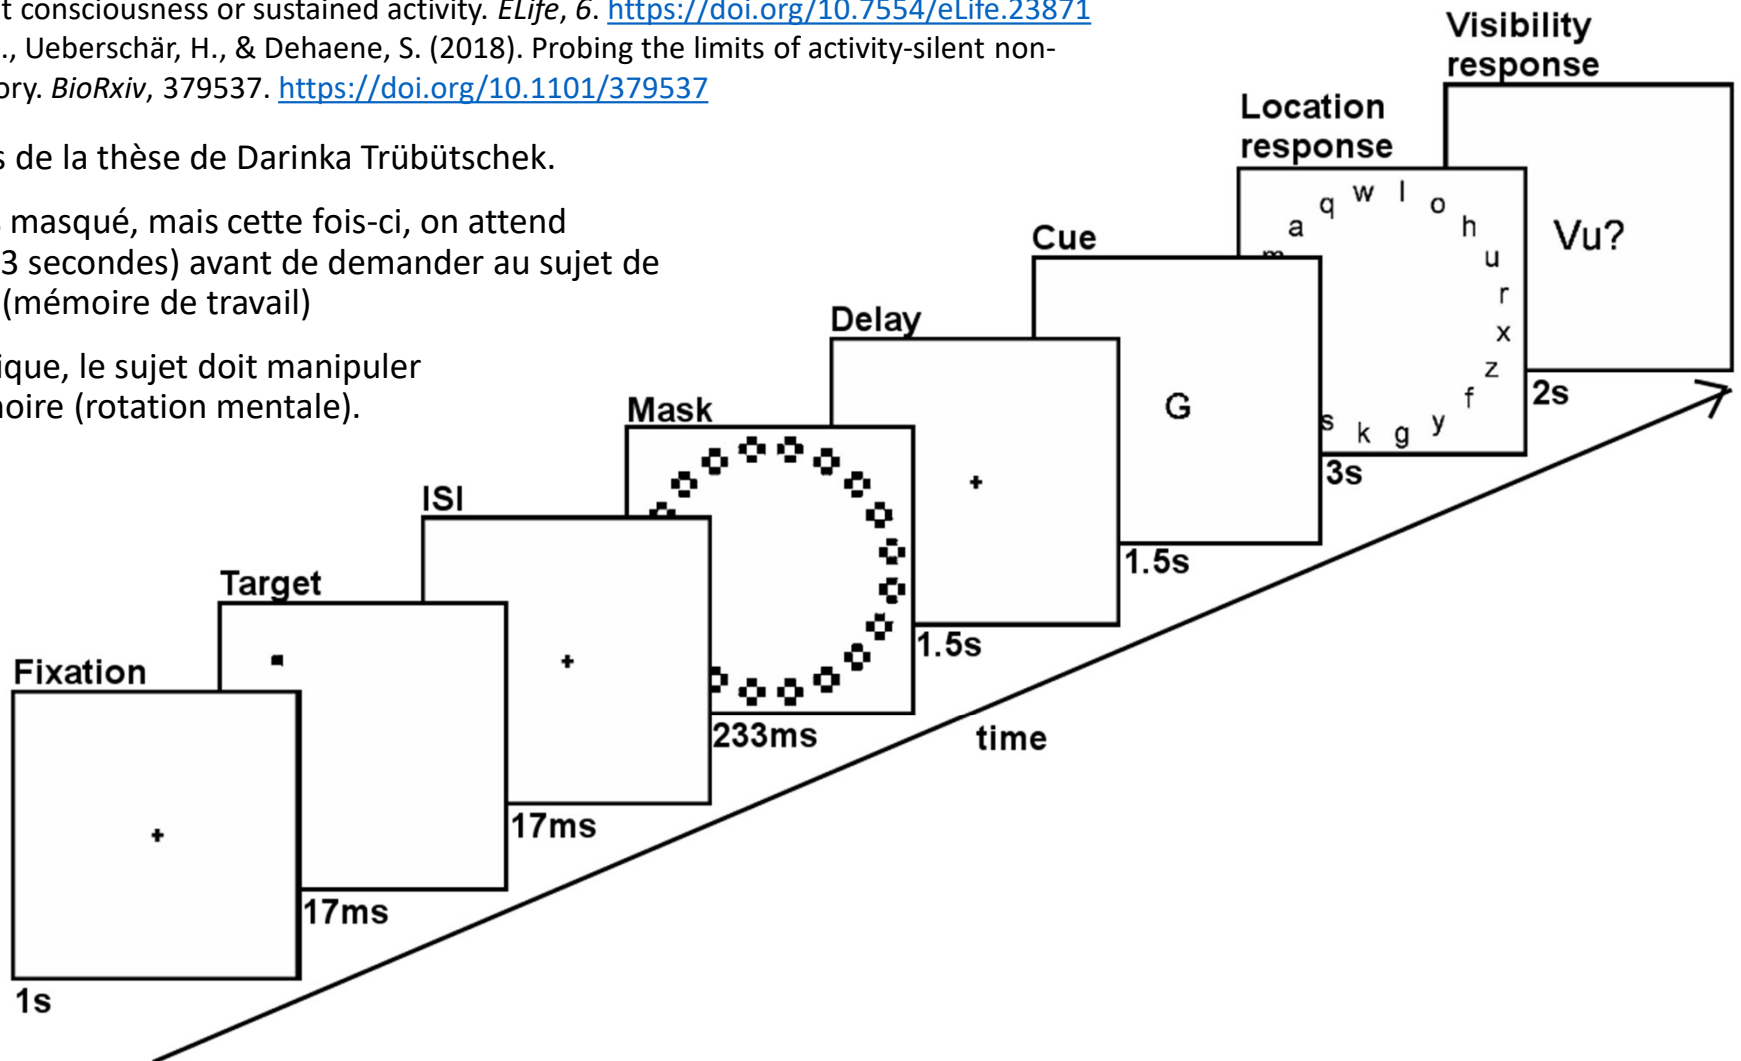 t consciousness or sustained activity. ELife, 6. https://doi.org/10.7554/eLife.23871
., Ueberschär, H., & Dehaene, S. (2018). Probing the limits of activity-silent non-
ory. BioRxiv, 379537. https://doi.org/10.1101/379537
s de la thèse de Darinka Trübütschek.
masqué, mais cette fois-ci, on attend
3 secondes) avant de demander au sujet de
(mémoire de travail)
ique, le sujet doit manipuler
noire (rotation mentale).
Fixation
1s
Target
17ms
ISI
17ms
Mask
233ms
Delay
1.5s
Cue
G
1.5s
Location
response
m a q w l o h u r x z f y g k s
3s
Visibility
response
Vu?
2s
time